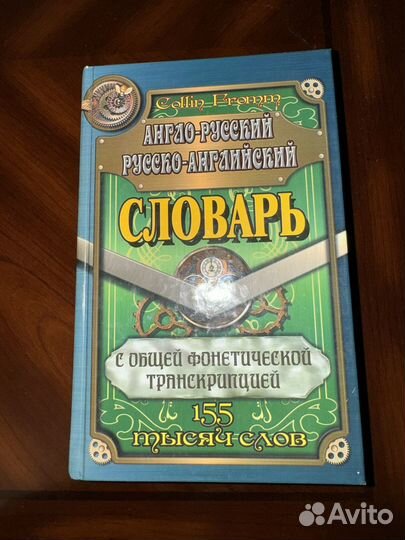 Collin Fromm
АНГЛО-РУССКИЙ
РУССКО-АНГЛИЙСКИЙ
СЛОВАРЬ
С ОБЩЕЙ ФОНЕТИЧЕСКОЙ
ТРАНСКРИПЦИЕЙ
155
ТЫСЯЧ СЛОВ
Avito